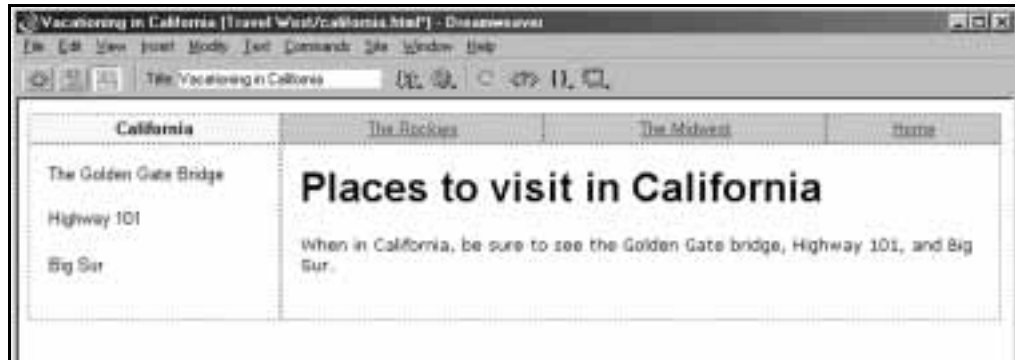 Vacationing in California [Travel West/california.html*] - Dreamweaver
File Edit View Insert Modify Text Commands Site Window Help
Title: Vacationing in California
California The Rockies The Midwest Home
The Golden Gate Bridge
Highway 101
Big Sur
Places to visit in California
When in California, be sure to see the Golden Gate bridge, Highway 101, and Big
Sur.